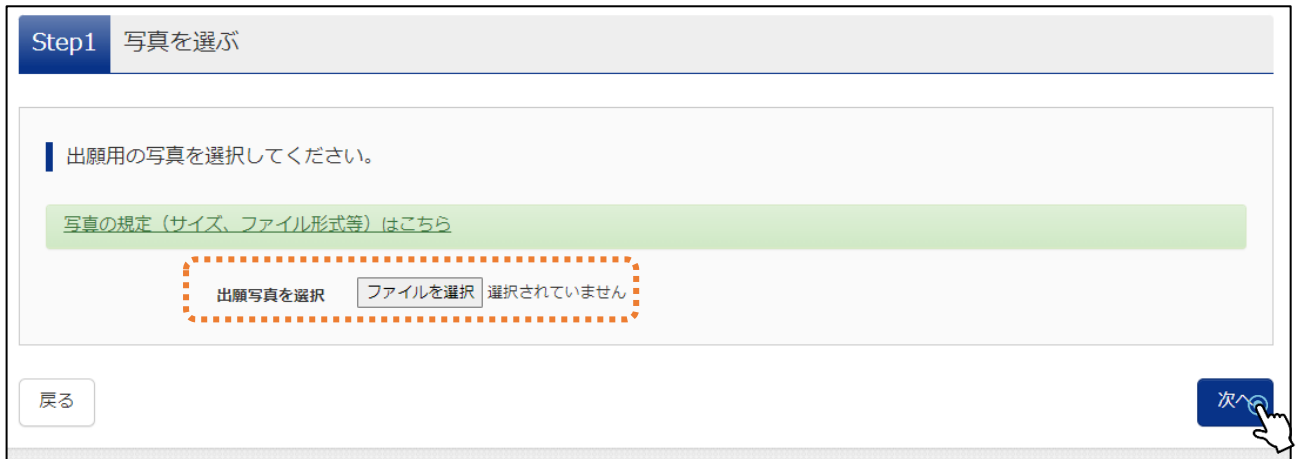 Step1 写真を選ぶ
出願用の写真を選択してください。
写真の規定（サイズ、ファイル形式等）はこちら
出願写真を選択 ファイルを選択 選択されていません
戻る 次へ